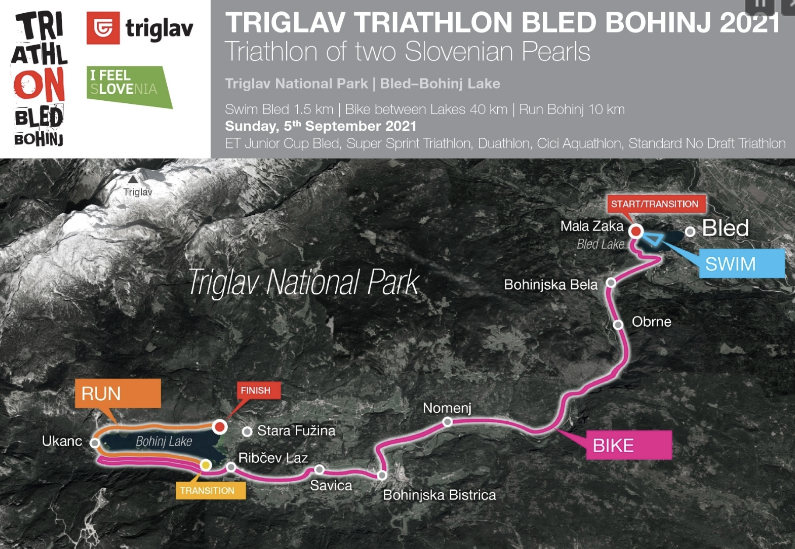 TRI
ATHL
ON
BLED
BOHINJ
triglav
I FEEL
SLOVENIA
TRIGLAV TRIATHLON BLED BOHINJ 2021
Triathlon of two Slovenian Pearls
Triglav National Park | Bled–Bohinj Lake
Swim Bled 1.5 km | Bike between Lakes 40 km | Run Bohinj 10 km
Sunday, 5th September 2021
ET Junior Cup Bled, Super Sprint Triathlon, Duathlon, Cici Aquathlon, Standard No Draft Triathlon
Triglav
START/TRANSITION
Mala Zaka
Bled
Bled Lake
SWIM
Triglav National Park
Bohinjska Bela
Obrne
RUN
FINISH
Nomenj
Stara Fužina
Ukanc
Bohinj Lake
BIKE
Ribčev Laz
TRANSITION
Savica
Bohinjska Bistrica